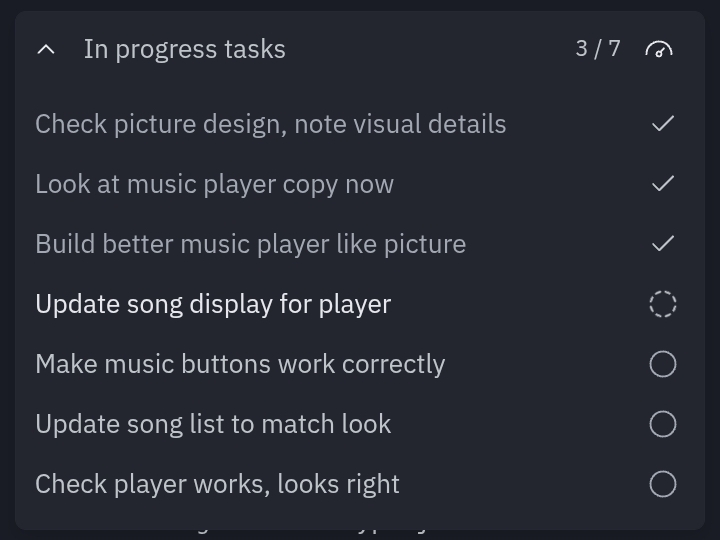 In progress tasks 3 / 7
Check picture design, note visual details
Look at music player copy now
Build better music player like picture
Update song display for player
Make music buttons work correctly
Update song list to match look
Check player works, looks right